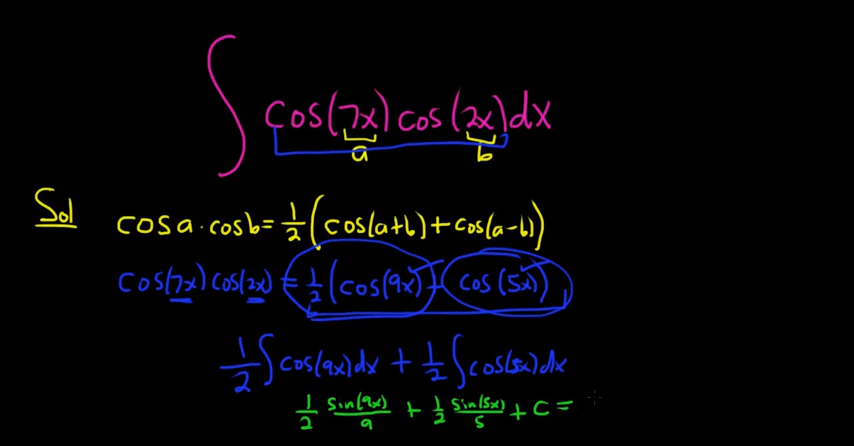 ∫ cos(7x) cos(2x) dx
a b
Sol cos a · cos b = 1/2 (cos(a+b) + cos(a-b))
cos(7x) cos(2x) = 1/2 (cos(9x) + cos(5x))
1/2 ∫ cos(9x) dx + 1/2 ∫ cos(5x) dx
1/2 sin(9x)/9 + 1/2 sin(5x)/5 + C =